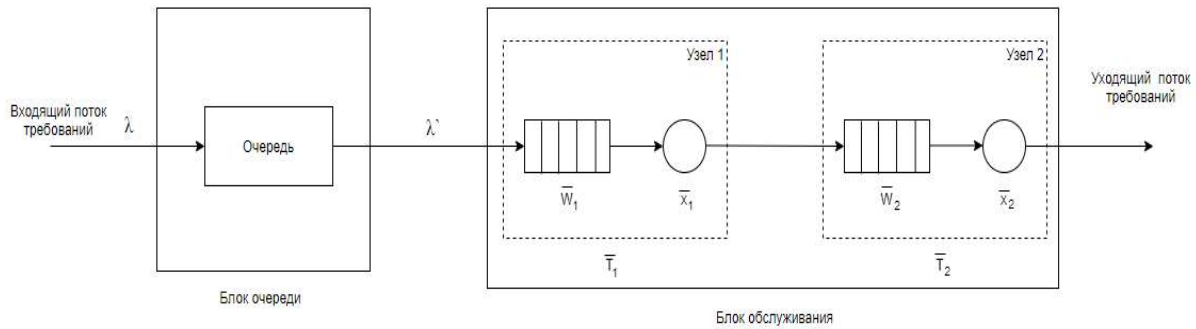 Входящий поток
требований
λ
Очередь
Блок очереди
λ`
Узел 1
W̅₁
x̅₁
T̅₁
Узел 2
W̅₂
x̅₂
T̅₂
Блок обслуживания
Уходящий поток
требований